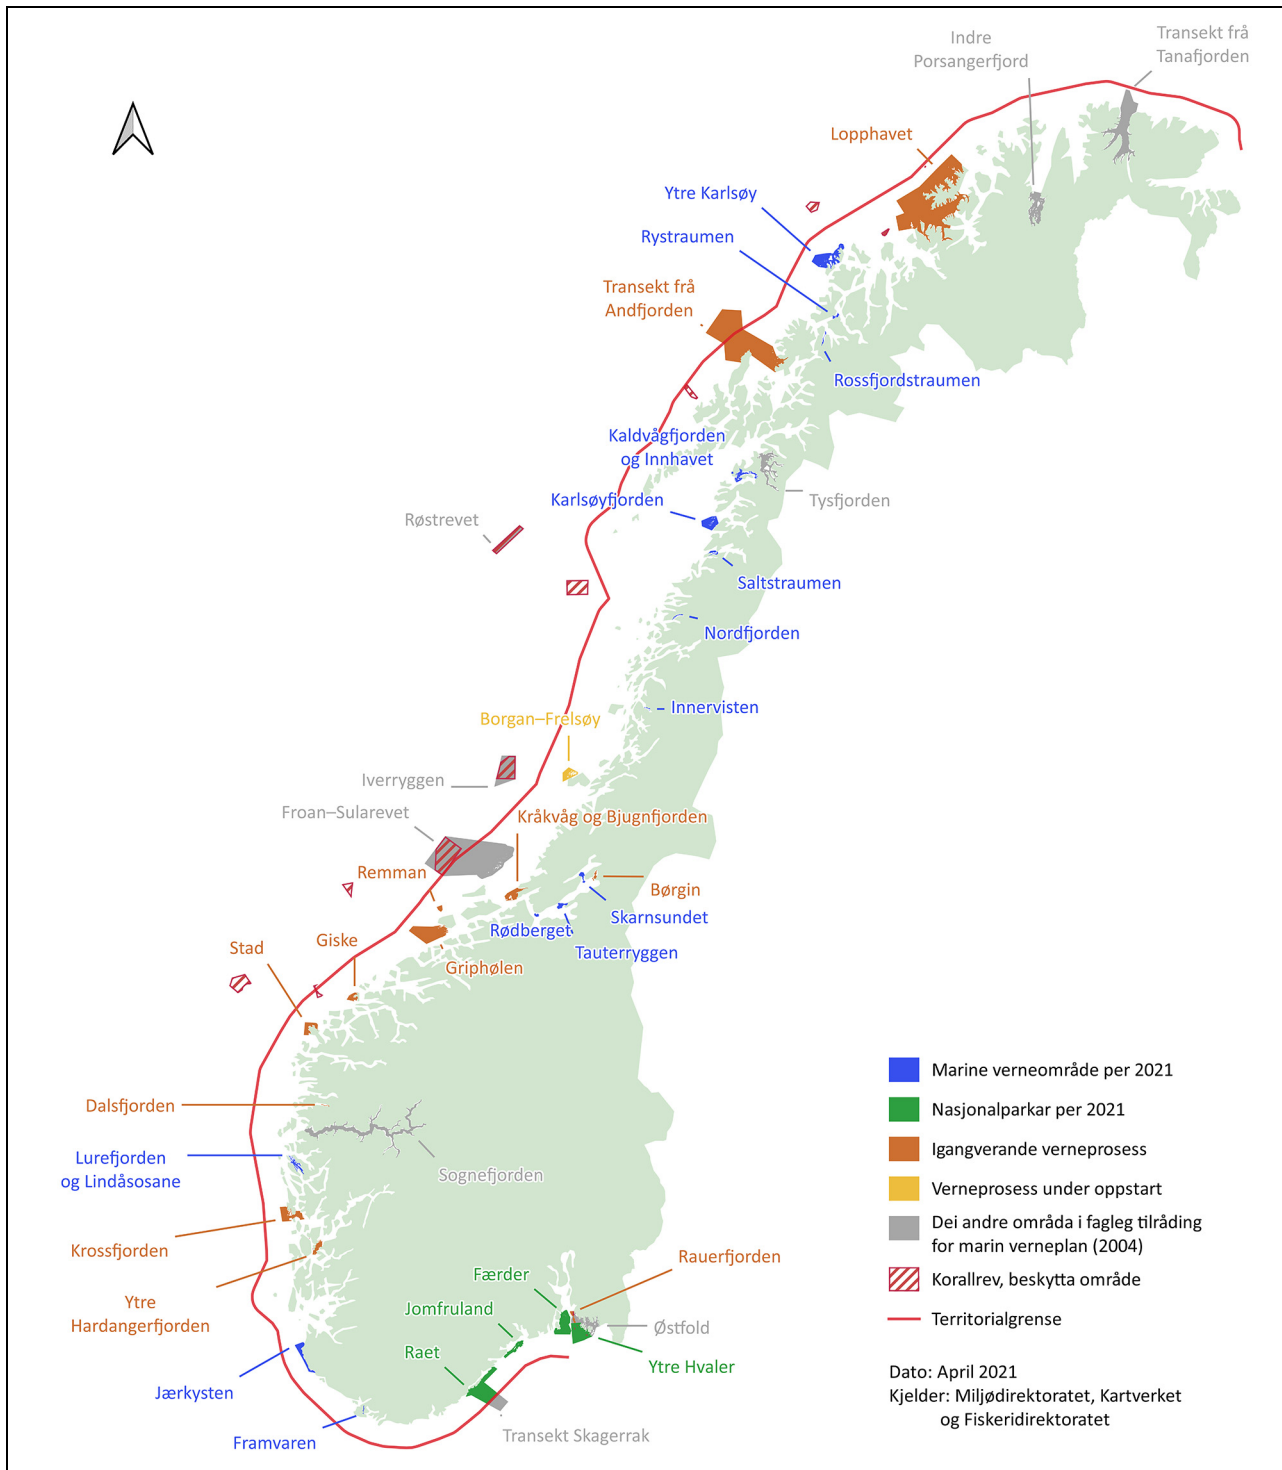 Indre
Porsangerfjord
Transekt frå
Tanafjorden
Lopphavet
Ytre Karlsøy
Rystraumen
Transekt frå
Andfjorden
Rossfjordstraumen
Kaldvågfjorden
og Innhavet
Karlsøyfjorden
Tysfjorden
Røstrevet
Saltstraumen
Nordfjorden
Innervisten
Borgan–Frelsøy
Iverryggen
Froan–Sularevet
Kråkvåg og Bjugnfjorden
Remman
Børgin
Skarnsundet
Rødberget
Tauterryggen
Giske
Stad
Griphølen
Dalsfjorden
Lurefjorden
og Lindåsosane
Sognefjorden
Krossfjorden
Ytre
Hardangerfjorden
Rauerfjorden
Færder
Jomfruland
Østfold
Raet
Ytre Hvaler
Jærkysten
Framvaren
Transekt Skagerrak
Marine verneområde per 2021
Nasjonalparkar per 2021
Igangverande verneprosess
Verneprosess under oppstart
Dei andre områda i fagleg tilråding
for marin verneplan (2004)
Korallrev, beskytta område
Territorialgrense
Dato: April 2021
Kjelder: Miljødirektoratet, Kartverket
og Fiskeridirektoratet